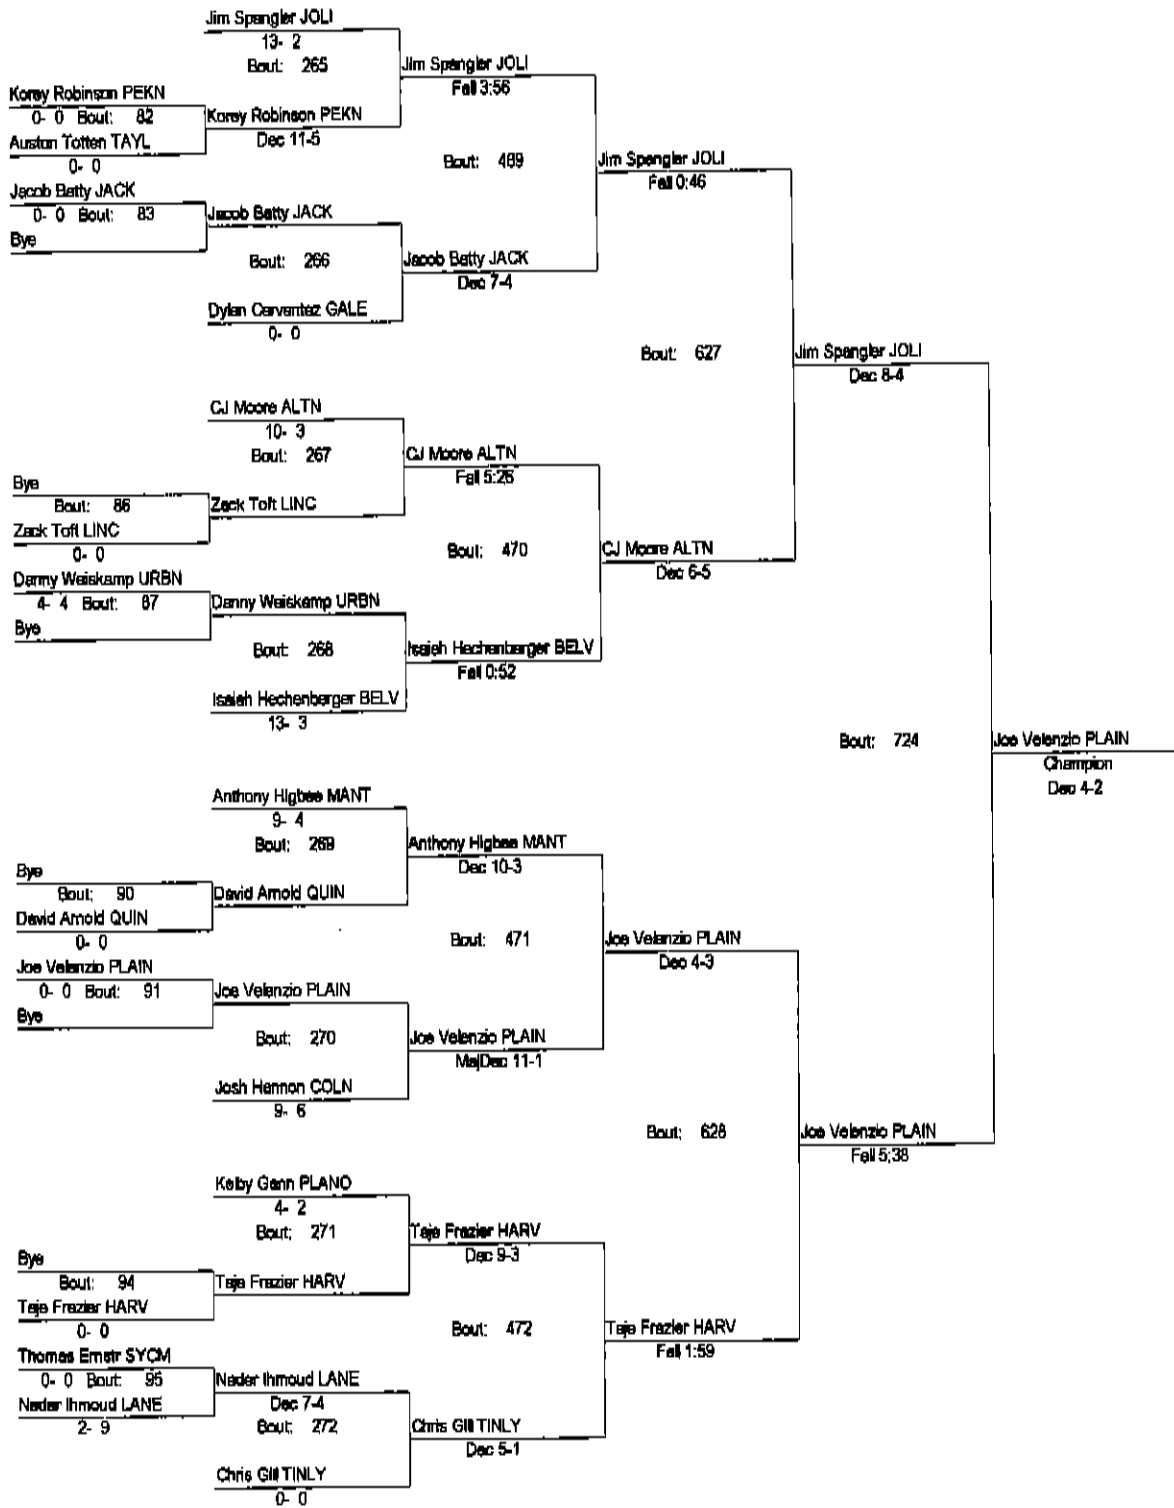 Jim Spangler JOLI
13- 2
Bout: 265
Jim Spangler JOLI
Fall 3:56
Korey Robinson PEKN
0- 0 Bout: 82
Korey Robinson PEKN
Dec 11-5
Auston Totten TAYL
0- 0
Bout: 469
Jim Spangler JOLI
Fall 0:46
Jacob Batty JACK
0- 0 Bout: 83
Jacob Batty JACK
Bye
Bout: 266
Jacob Batty JACK
Dec 7-4
Dylan Carventaz GALE
0- 0
Bout: 627
Jim Spangler JOLI
Dec 8-4
CJ Moore ALTN
10- 3
Bout: 267
CJ Moore ALTN
Fall 5:26
Bye
Bout: 86
Zack Toft LINC
Zack Toft LINC
0- 0
Bout: 470
CJ Moore ALTN
Dec 6-5
Danny Weiskamp URBN
4- 4 Bout: 87
Danny Weiskamp URBN
Bye
Bout: 268
Isaiah Hechenberger BELV
Fall 0:52
Isaiah Hechenberger BELV
13- 3
Bout: 724
Joe Velenzio PLAIN
Champion
Dec 4-2
Anthony Higbee MANT
9- 4
Bout: 269
Anthony Higbee MANT
Dec 10-3
Bye
Bout: 90
David Arnold QUIN
David Arnold QUIN
0- 0
Bout: 471
Joe Velenzio PLAIN
Dec 4-3
Joe Velenzio PLAIN
0- 0 Bout: 91
Joe Velenzio PLAIN
Bye
Bout: 270
Joe Velenzio PLAIN
MajDec 11-1
Josh Hannon COLN
9- 6
Bout: 628
Joe Velenzio PLAIN
Fall 5:38
Kelby Gann PLANO
4- 2
Bout: 271
Taja Frazier HARV
Dec 9-3
Bye
Bout: 94
Taja Frazier HARV
Taja Frazier HARV
0- 0
Bout: 472
Taja Frazier HARV
Fall 1:59
Thomas Ernstr SYCM
0- 0 Bout: 95
Nader Ihmoud LANE
Dec 7-4
Nader Ihmoud LANE
2- 9
Bout: 272
Chris Gill TINLY
Dec 5-1
Chris Gill TINLY
0- 0